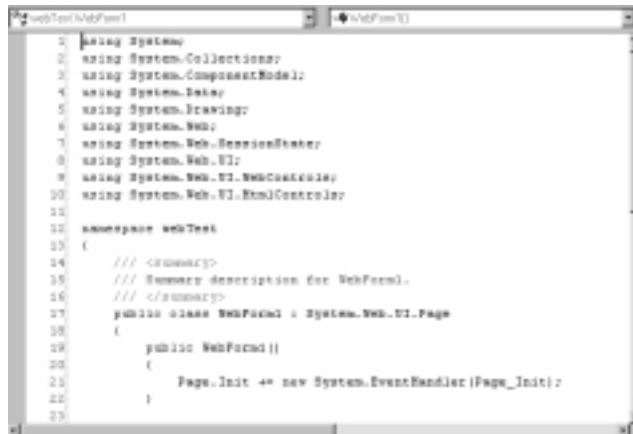 webTest.WebForm1 WebForm1()
1 using System;
2 using System.Collections;
3 using System.ComponentModel;
4 using System.Data;
5 using System.Drawing;
6 using System.Web;
7 using System.Web.SessionState;
8 using System.Web.UI;
9 using System.Web.UI.WebControls;
10 using System.Web.UI.HtmlControls;
11
12 namespace webTest
13 {
14 /// <summary>
15 /// Summary description for WebForm1.
16 /// </summary>
17 public class WebForm1 : System.Web.UI.Page
18 {
19 public WebForm1()
20 {
21 Page.Init += new System.EventHandler(Page_Init);
22 }
23